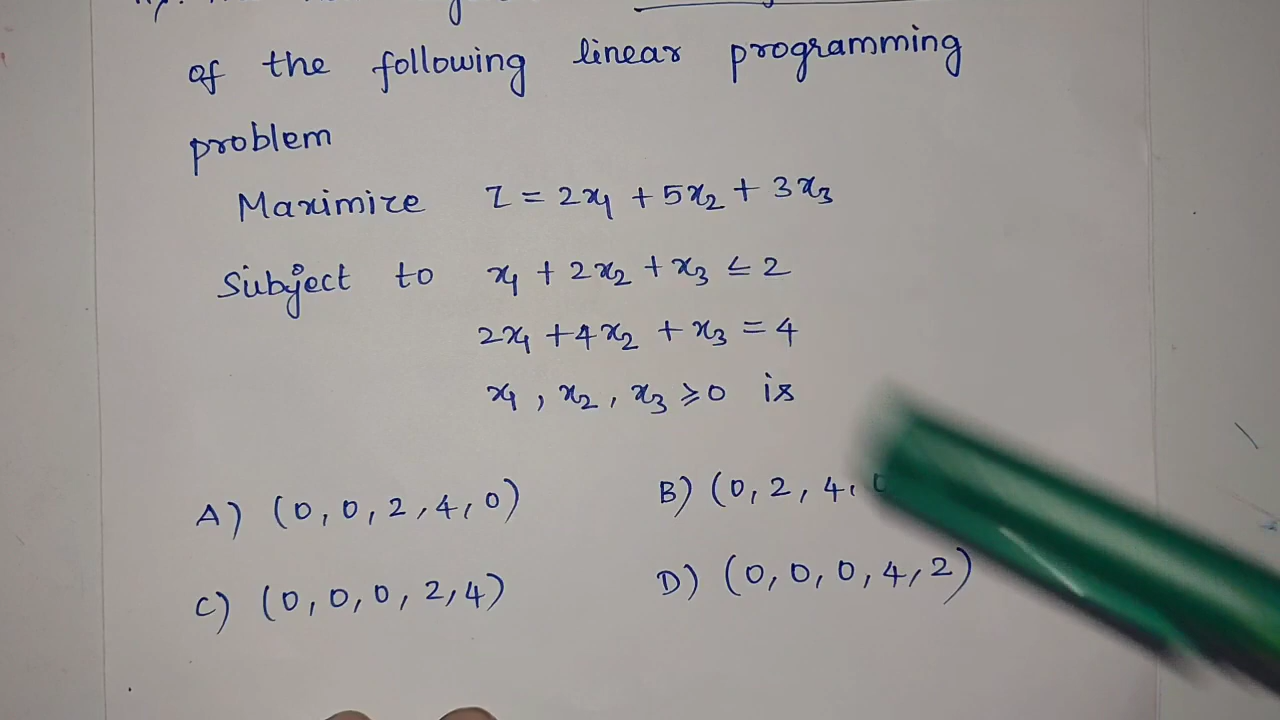 of the following linear programming
problem
Maximize Z = 2x₁ + 5x₂ + 3x₃
Subject to x₁ + 2x₂ + x₃ ≤ 2
2x₁ + 4x₂ + x₃ = 4
x₁, x₂, x₃ ≥ 0 is
A) (0, 0, 2, 4, 0) B) (0, 2, 4,
C) (0, 0, 0, 2, 4) D) (0, 0, 0, 4, 2)